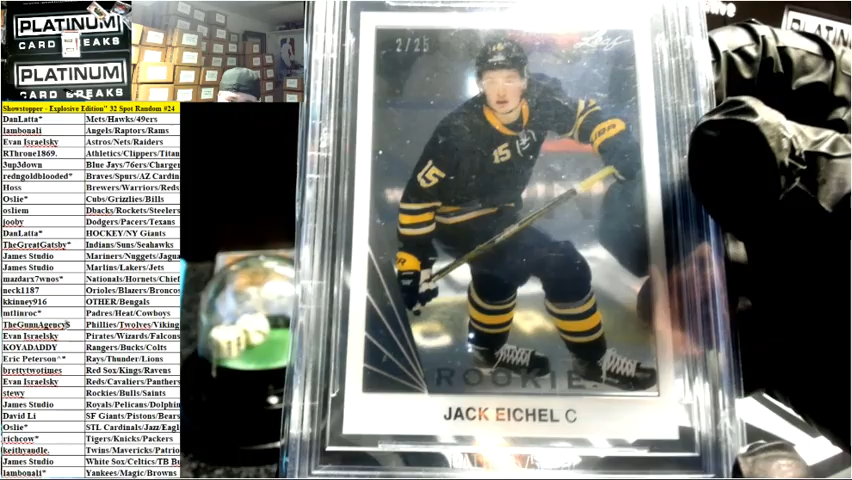 PLATINUM
CARD BREAKS
PLATINUM
CARD BREAKS
Showstopper - Explosive Edition" 32 Spot Random #24
DanLatta* Mets/Hawks/49ers
lambonali Angels/Raptors/Rams
Evan Israelsky Astros/Nets/Raiders
RThrone1869. Athletics/Clippers/Titan
3up3down Blue Jays/76ers/Charger
redngoldblooded* Braves/Spurs/AZ Cardin
Hoss Brewers/Warriors/Reds
Oslie* Cubs/Grizzlies/Bills
osliem Dbacks/Rockets/Steelers
jooby Dodgers/Pacers/Texans
DanLatta* HOCKEY/NY Giants
TheGreatGatsby* Indians/Suns/Seahawks
James Studio Mariners/Nuggets/Jagua
James Studio Marlins/Lakers/Jets
mazdarx7wnos* Nationals/Hornets/Chief
neck1187 Orioles/Blazers/Bronco
kkinney916 OTHER/Bengals
mtlinroc* Padres/Heat/Cowboys
TheGunnAgency$ Phillies/Twolves/Viking
Evan Israelsky Pirates/Wizards/Falcons
KOYADADDY Rangers/Bucks/Colts
Eric Peterson^* Rays/Thunder/Lions
brettytwotimes Red Sox/Kings/Ravens
Evan Israelsky Reds/Cavaliers/Panthers
stewy Rockies/Bulls/Saints
James Studio Royals/Pelicans/Dolphin
David Li SF Giants/Pistons/Bears
Oslie* STL Cardinals/Jazz/Eagl
richcow* Tigers/Knicks/Packers
keithyandle. Twins/Mavericks/Patrio
James Studio White Sox/Celtics/TB Bu
lambonali* Yankees/Magic/Browns
2/25
Leaf
15
15
ROOKIE
JACK EICHEL C